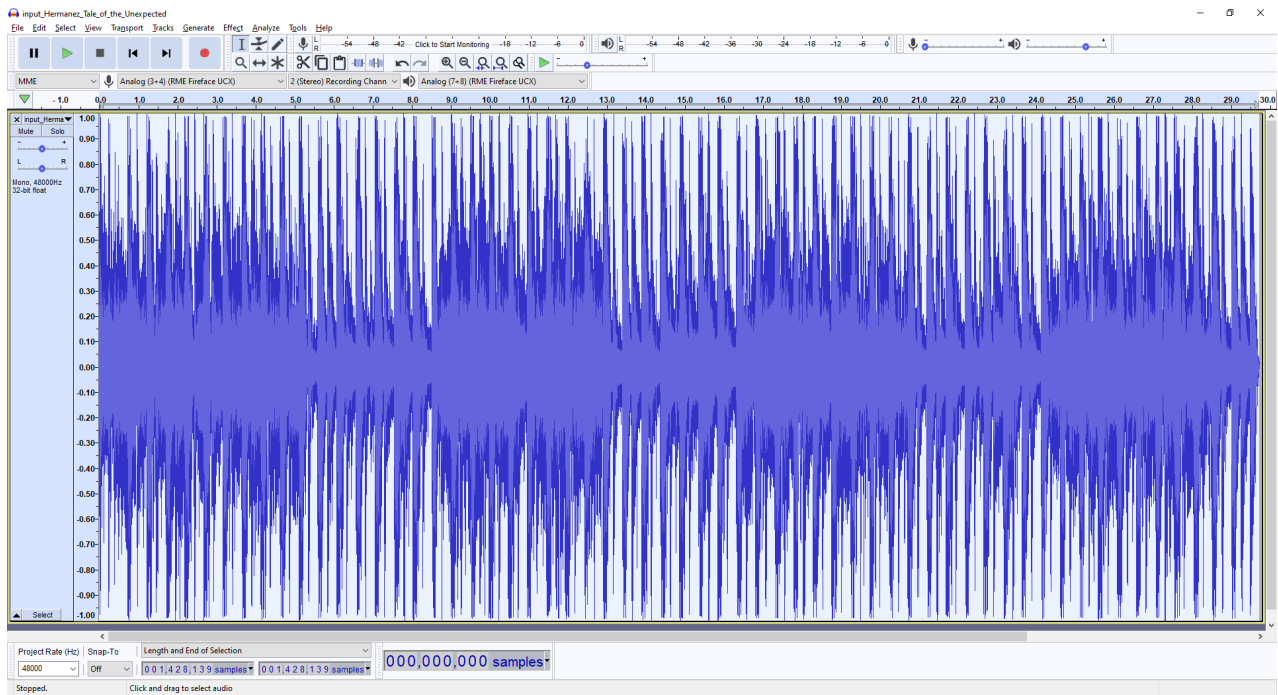 input_Hermanez_Tale_of_the_Unexpected
File Edit Select View Transport Tracks Generate Effect Analyze Tools Help
L R -54 -48 -42 Click to Start Monitoring -18 -12 -6 0 L R -54 -48 -42 -36 -30 -24 -18 -12 -6 0 - + - +
- +
MME Analog (3+4) (RME Fireface UCX) 2 (Stereo) Recording Chann Analog (7+8) (RME Fireface UCX)
- 1.0 0.0 1.0 2.0 3.0 4.0 5.0 6.0 7.0 8.0 9.0 10.0 11.0 12.0 13.0 14.0 15.0 16.0 17.0 18.0 19.0 20.0 21.0 22.0 23.0 24.0 25.0 26.0 27.0 28.0 29.0 30.0
× input_Herma 1.00
Mute Solo 0.90
- +
L R 0.80
Mono, 48000Hz
32-bit float 0.70
0.60
0.50
0.40
0.30
0.20
0.10
0.00
-0.10
-0.20
-0.30
-0.40
-0.50
-0.60
-0.70
-0.80
-0.90
Select -1.00
Project Rate (Hz) Snap-To Length and End of Selection
48000 Off 001,428,139 samples 001,428,139 samples 000,000,000 samples
Stopped. Click and drag to select audio